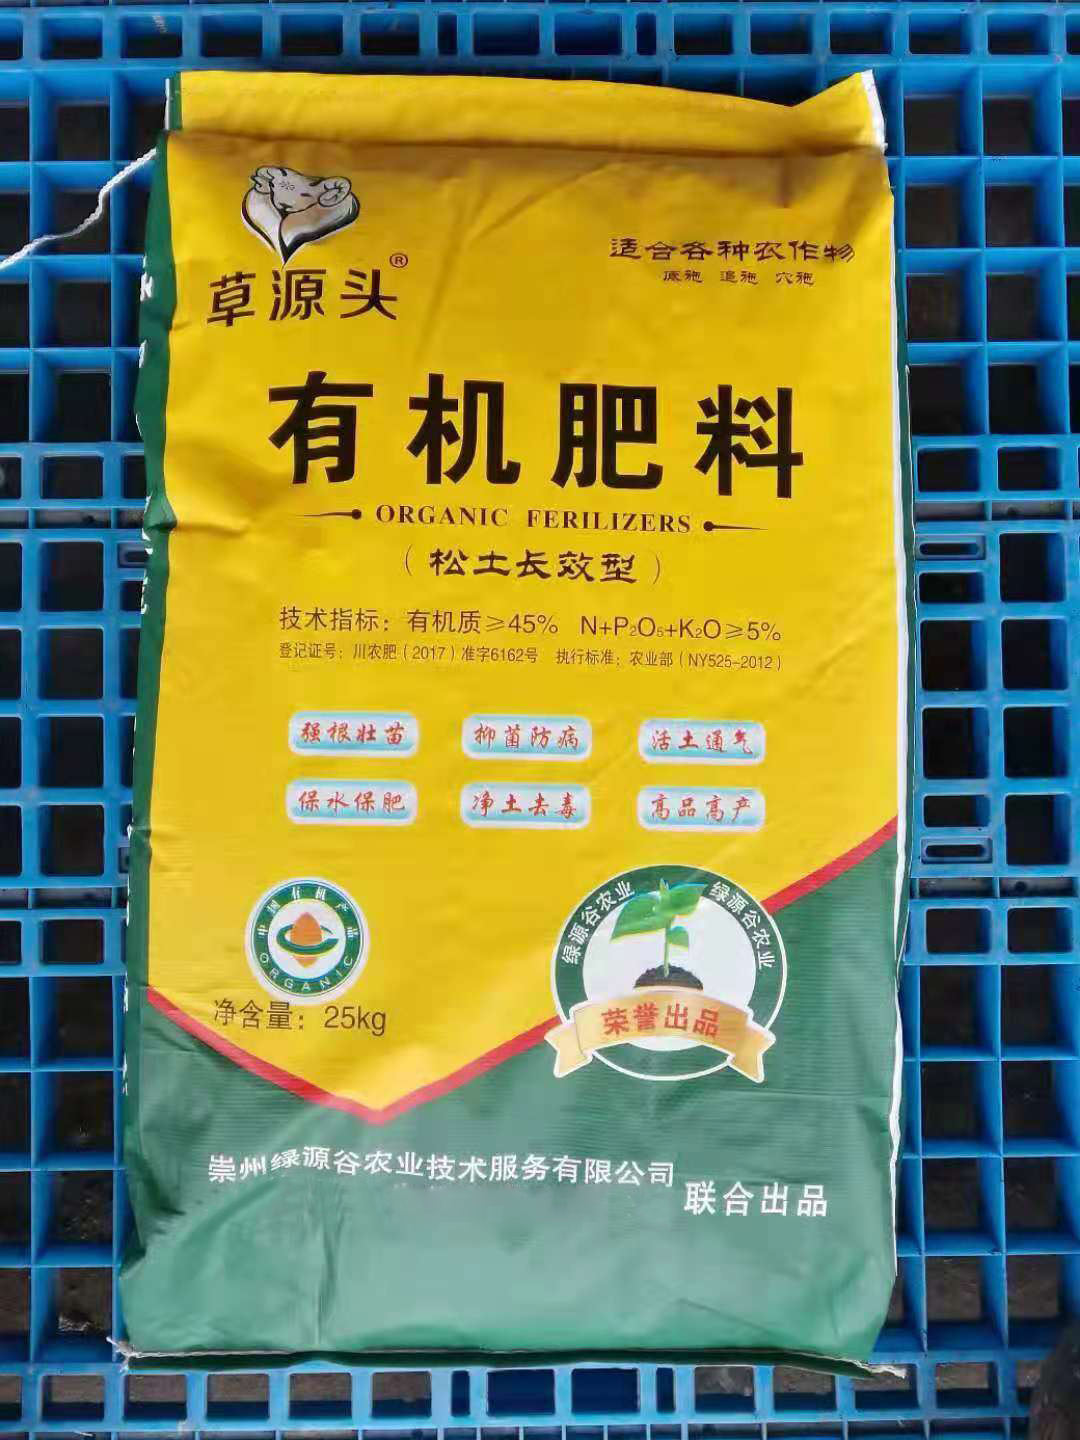 草源头®
适合各种农作物
底施 追施 穴施
有机肥料
ORGANIC FERILIZERS
（松土长效型）
技术指标：有机质≥45% N+P₂O₅+K₂O≥5%
登记证号：川农肥（2017）准字6162号 执行标准：农业部（NY525-2012）
强根壮苗 抑菌防病 活土通气
保水保肥 净土去毒 高品高产
中国有机产品
ORGANIC
净含量：25kg
绿源谷农业 绿源谷农业
荣誉出品
崇州绿源谷农业技术服务有限公司
联合出品